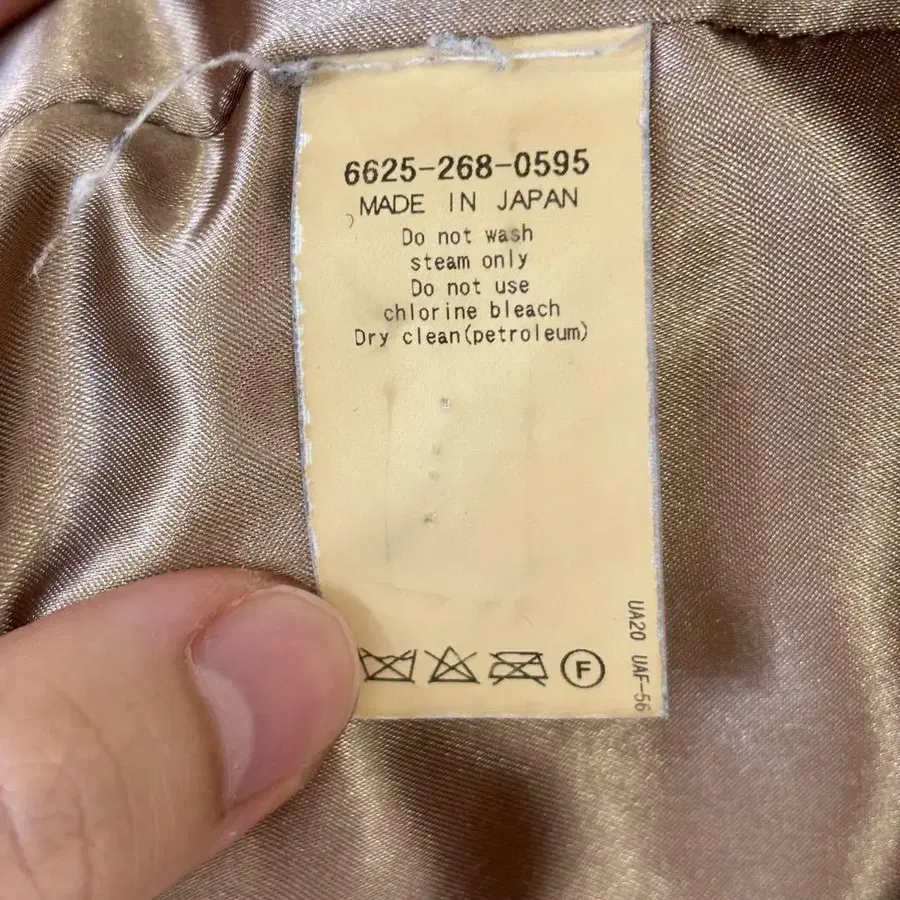 6625-268-0595
MADE IN JAPAN
Do not wash
steam only
Do not use
chlorine bleach
Dry clean(petroleum)
F
UA20 UAF-56